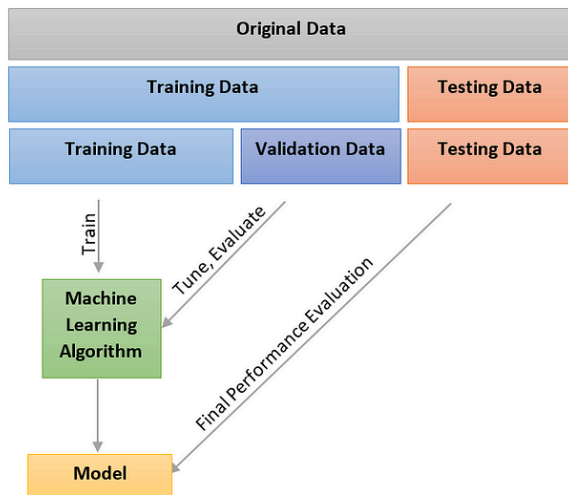 Original Data
Training Data
Testing Data
Training Data
Validation Data
Testing Data
Train
Tune, Evaluate
Final Performance Evaluation
Machine
Learning
Algorithm
Model